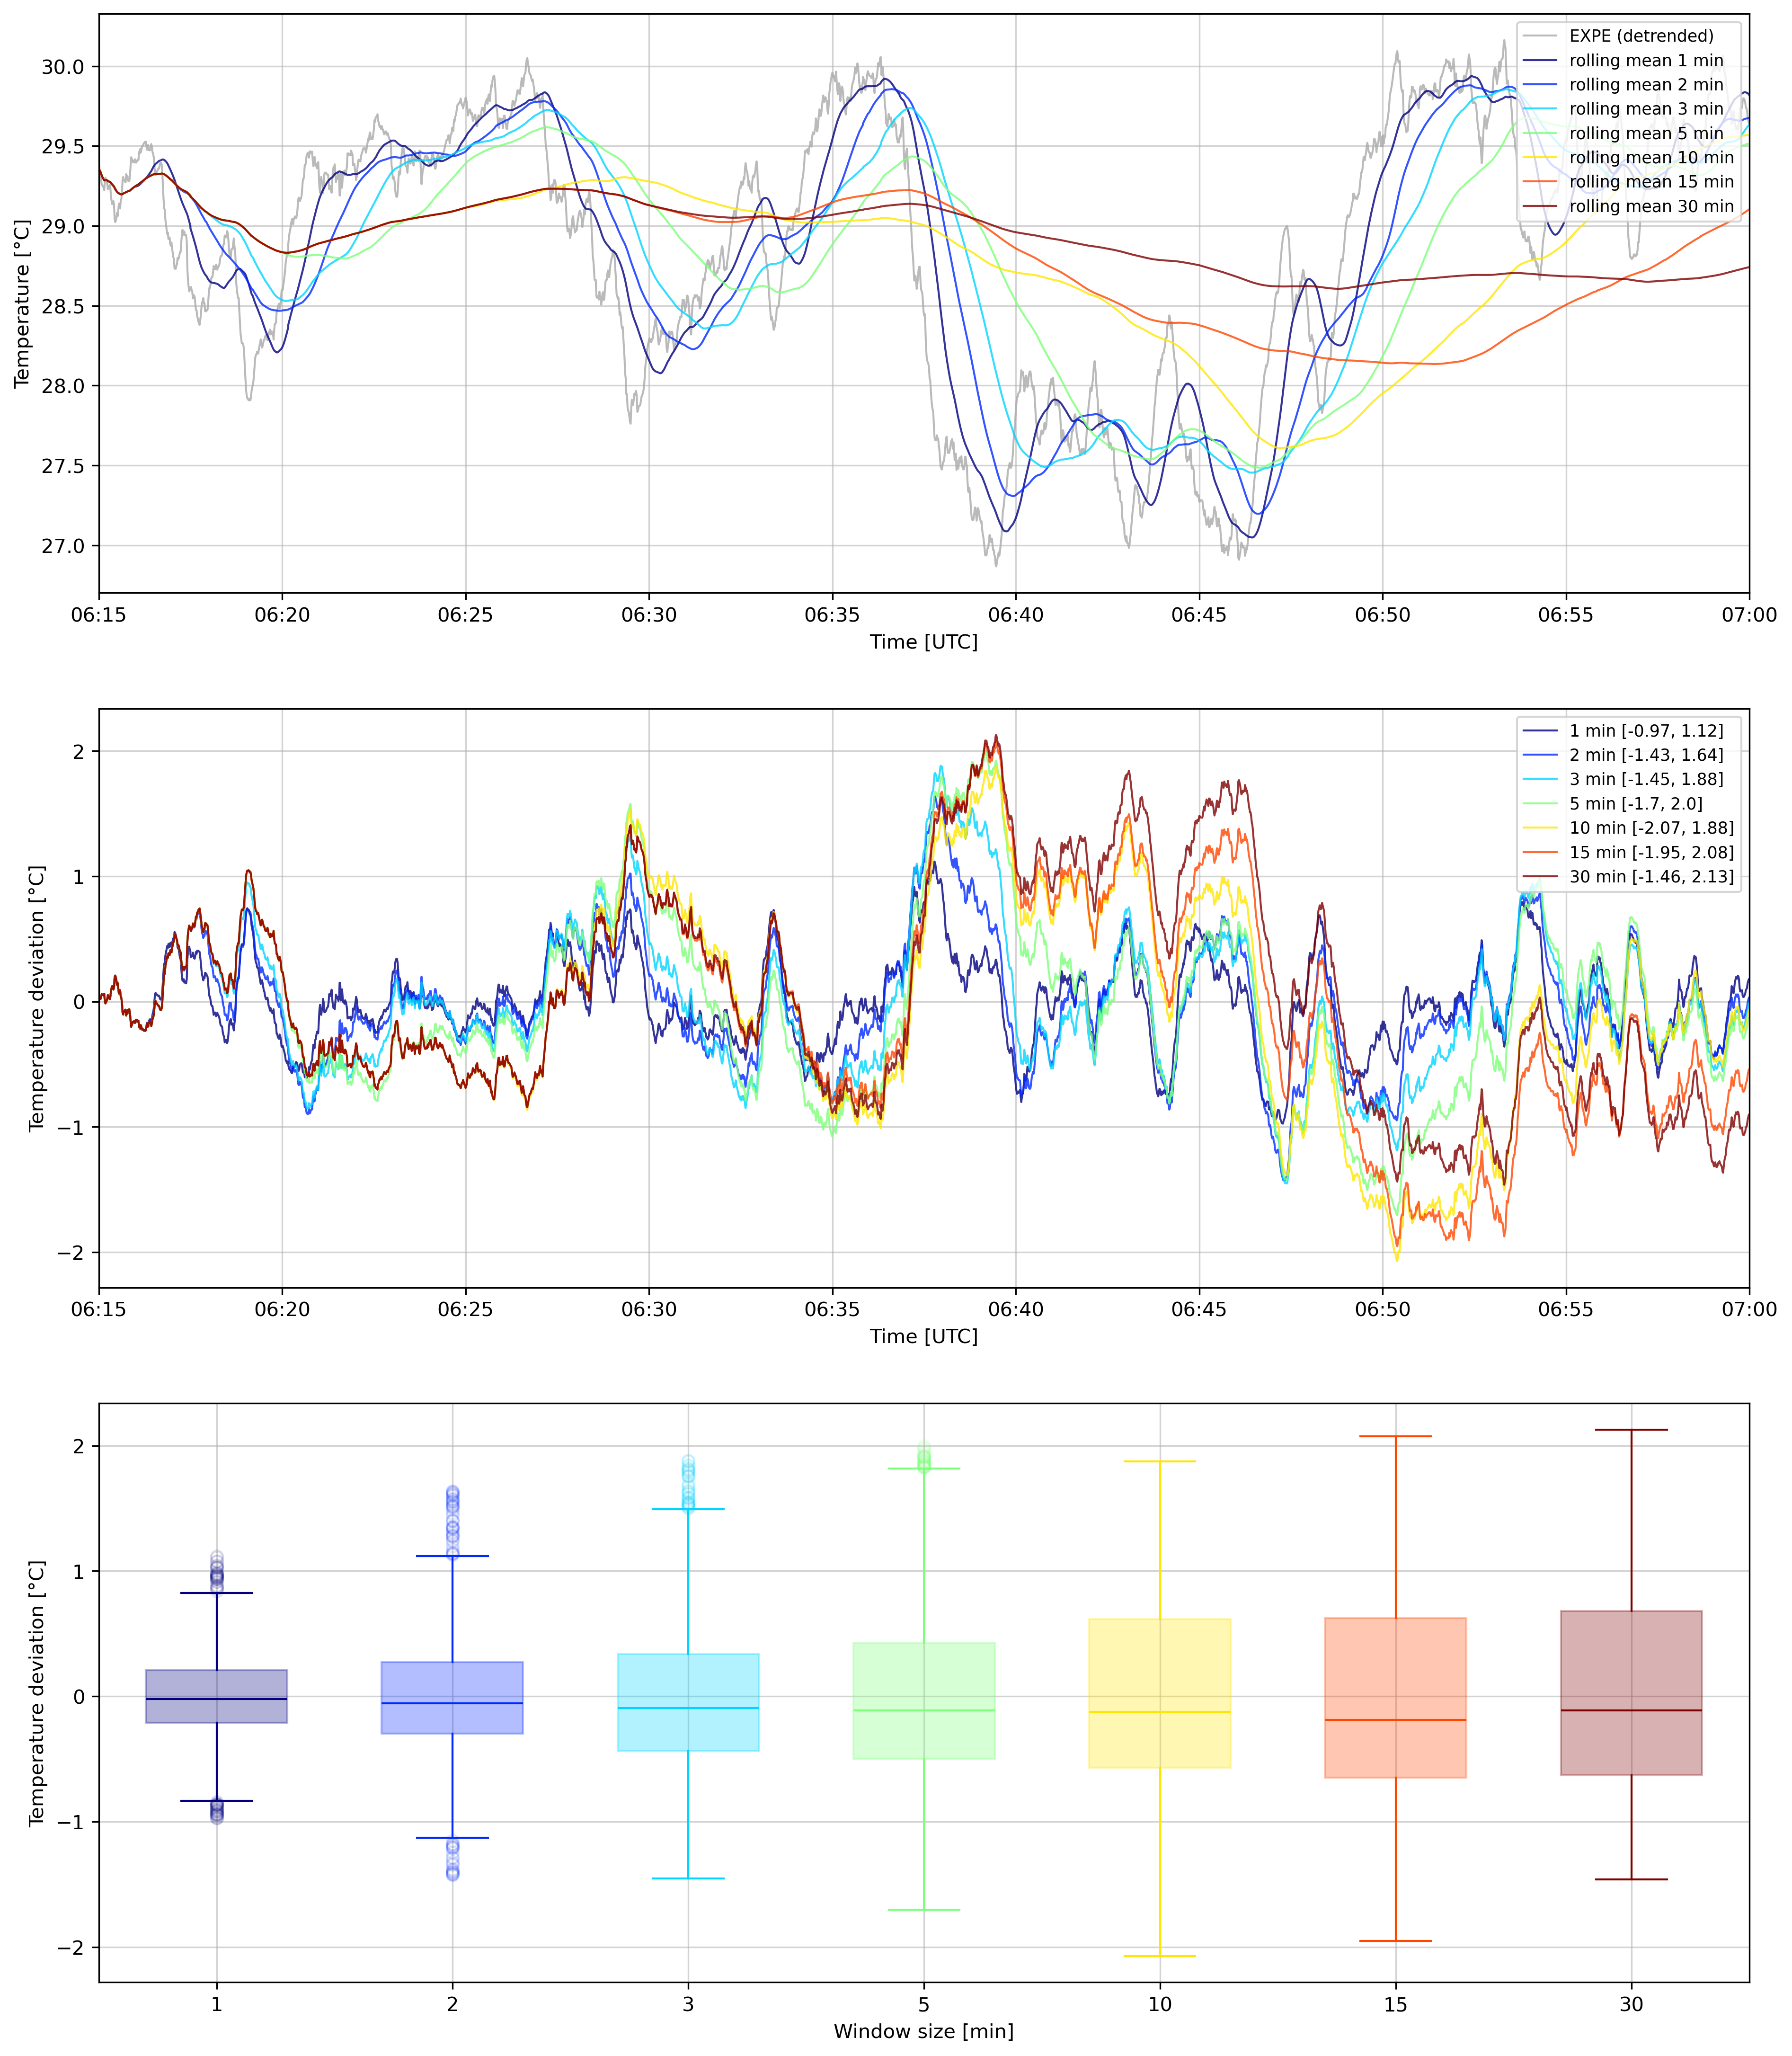 Temperature [°C]
30.0
29.5
29.0
28.5
28.0
27.5
27.0
EXPE (detrended)
rolling mean 1 min
rolling mean 2 min
rolling mean 3 min
rolling mean 5 min
rolling mean 10 min
rolling mean 15 min
rolling mean 30 min
06:15 06:20 06:25 06:30 06:35 06:40 06:45 06:50 06:55 07:00
Time [UTC]
Temperature deviation [°C]
2
1
0
−1
−2
1 min [-0.97, 1.12]
2 min [-1.43, 1.64]
3 min [-1.45, 1.88]
5 min [-1.7, 2.0]
10 min [-2.07, 1.88]
15 min [-1.95, 2.08]
30 min [-1.46, 2.13]
06:15 06:20 06:25 06:30 06:35 06:40 06:45 06:50 06:55 07:00
Time [UTC]
Temperature deviation [°C]
2
1
0
−1
−2
1 2 3 5 10 15 30
Window size [min]